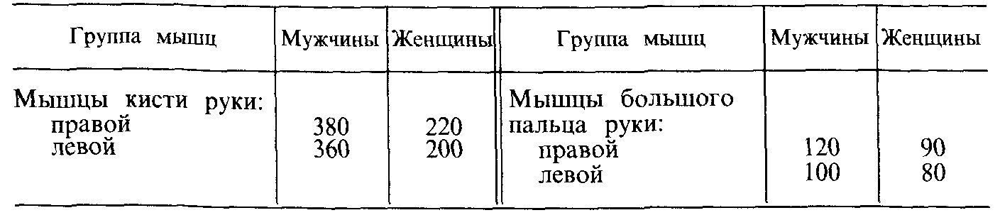 Группа мышц Мужчины Женщины Группа мышц Мужчины Женщины
Мышцы кисти руки: Мышцы большого
правой 380 220 пальца руки:
левой 360 200 правой 120 90
левой 100 80